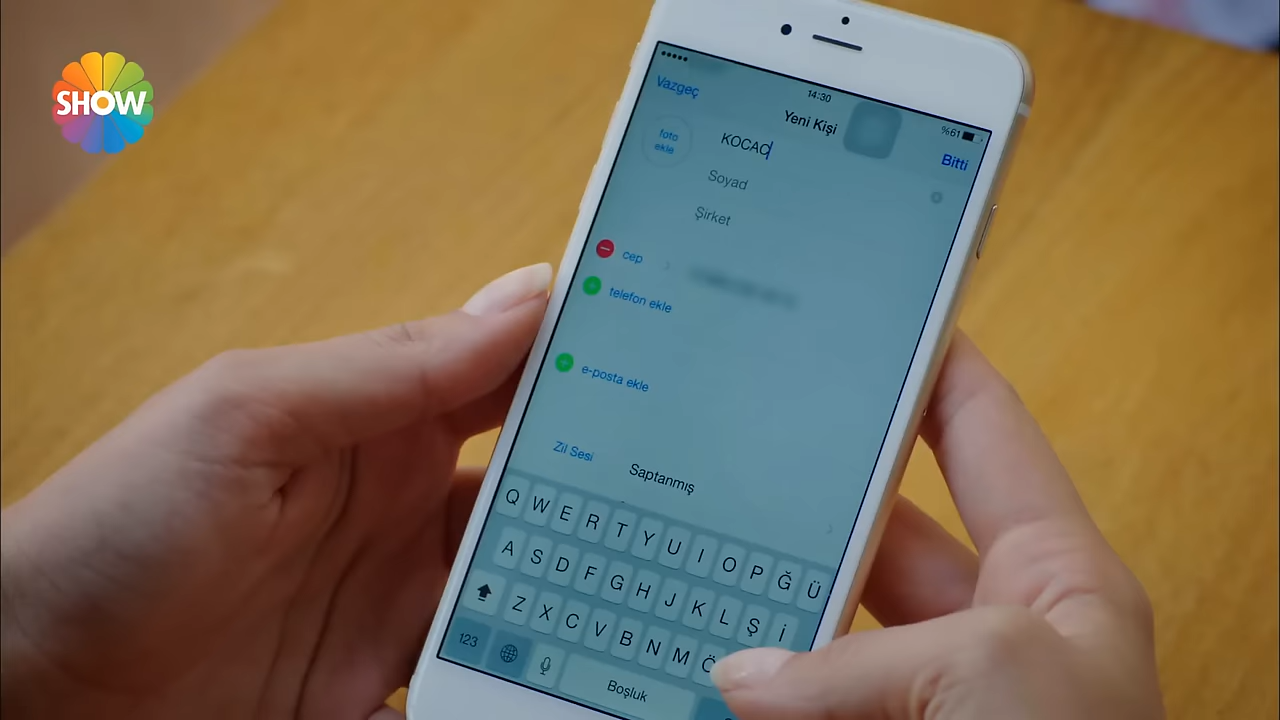 SHOW
14:30
%61
Vazgeç
Yeni Kişi
Bitti
foto
ekle
KOCAO
Soyad
Şirket
cep
telefon ekle
e-posta ekle
Zil Sesi
Saptanmış
Q W E R T Y U I O P Ğ Ü
A S D F G H J K L Ş İ
Z X C V B N M Ö
123
Boşluk